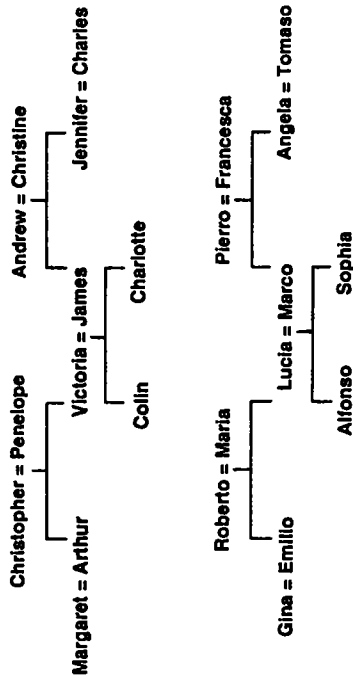 Christopher = Penelope Andrew = Christine
Margaret = Arthur Victoria = James Jennifer = Charles
Colin Charlotte
Roberto = Maria Pierro = Francesca
Gina = Emilio Lucia = Marco Angela = Tomaso
Alfonso Sophia